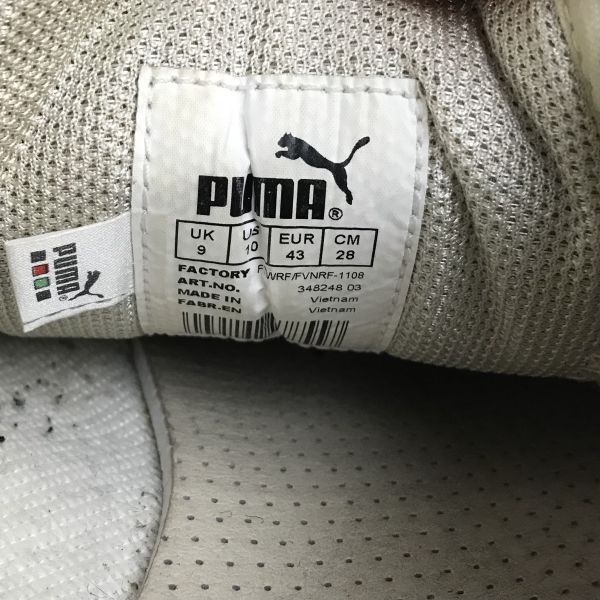 PUMA®
UK US EUR CM
9 10 43 28
FACTORY WRF/FVNRF-1108
ART.NO. 348248 03
MADE IN Vietnam
FABR.EN Vietnam
PUMA